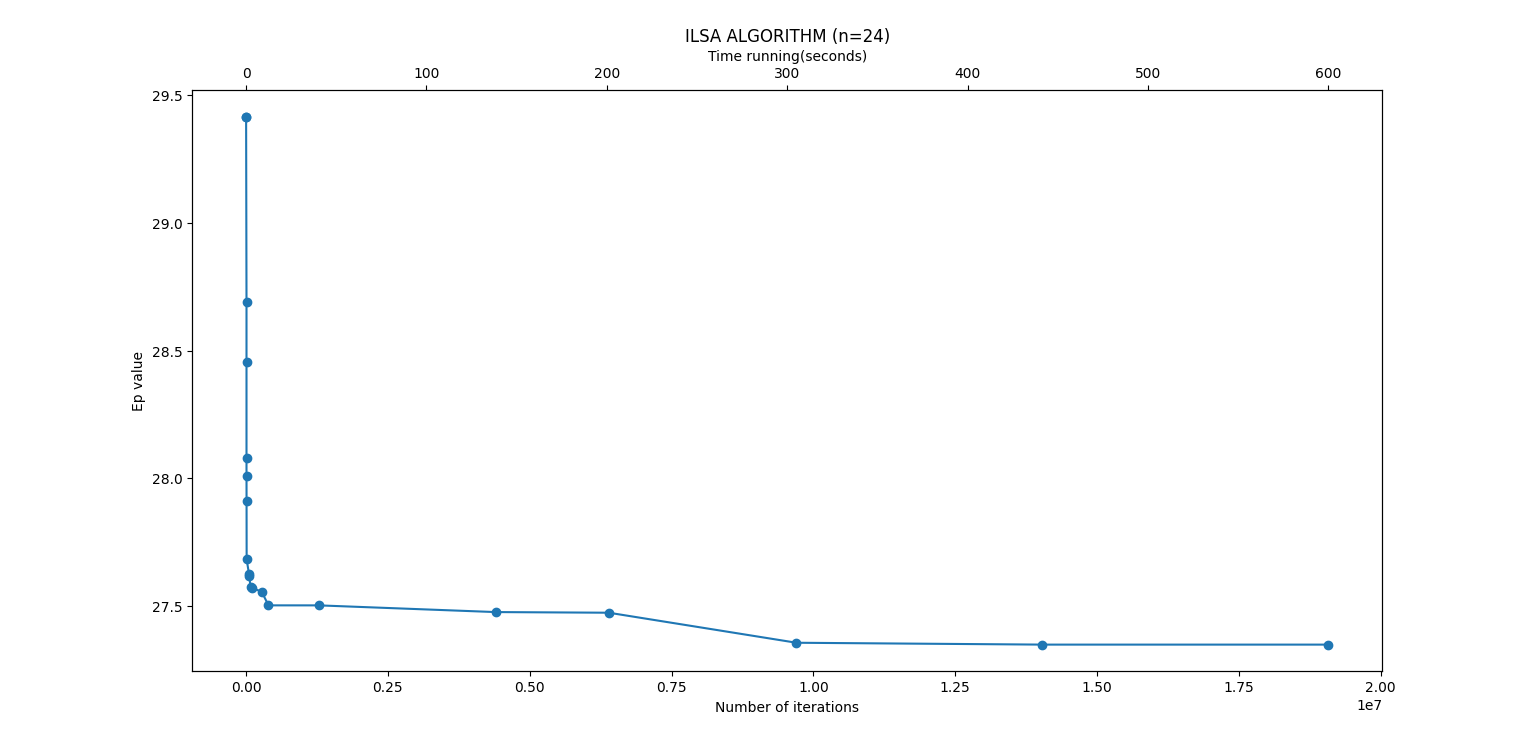 ILSA ALGORITHM (n=24)
Time running(seconds)
0 100 200 300 400 500 600
29.5
29.0
28.5
28.0
27.5
Ep value
0.00 0.25 0.50 0.75 1.00 1.25 1.50 1.75 2.00
1e7
Number of iterations